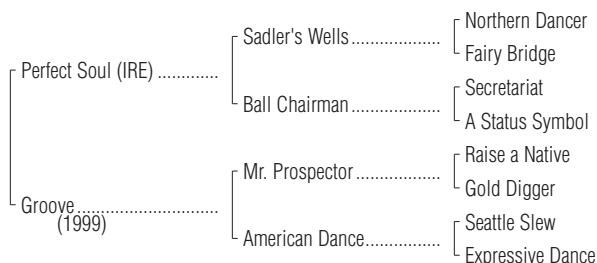 Northern Dancer
Sadler's Wells....................
Fairy Bridge
Perfect Soul (IRE) .............
Secretariat
Ball Chairman....................
A Status Symbol
Raise a Native
Mr. Prospector...................
Gold Digger
Groove................................
(1999)
Seattle Slew
American Dance.................
Expressive Dance